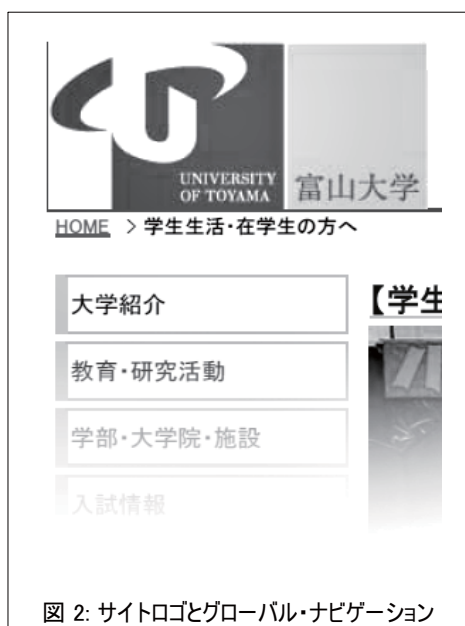 UNIVERSITY
OF TOYAMA
富山大学
HOME > 学生生活・在学生の方へ
大学紹介
【学生
教育・研究活動
学部・大学院・施設
入試情報
図 2: サイトロゴとグローバル・ナビゲーション